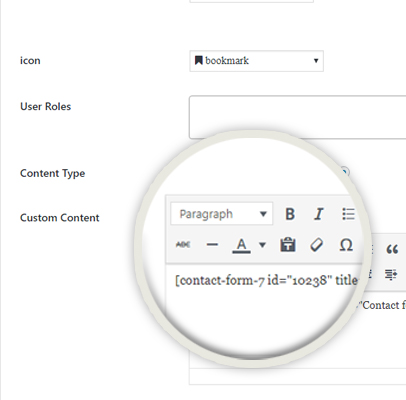 icon
bookmark
User Roles
Content Type
Custom Content
Paragraph
B I
ABC A Ω
[contact-form-7 id="10238" title
"Contact f